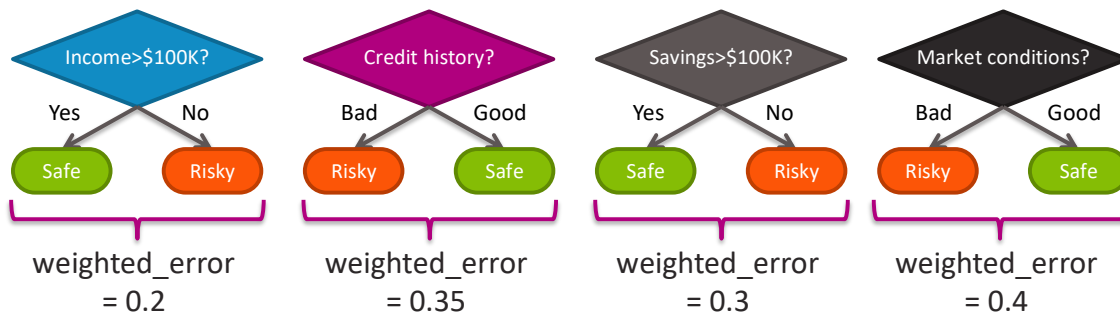 Income>$100K?
Credit history?
Savings>$100K?
Market conditions?
Yes
No
Bad
Good
Yes
No
Bad
Good
Safe
Risky
Risky
Safe
Safe
Risky
Risky
Safe
weighted_error
= 0.2
weighted_error
= 0.35
weighted_error
= 0.3
weighted_error
= 0.4